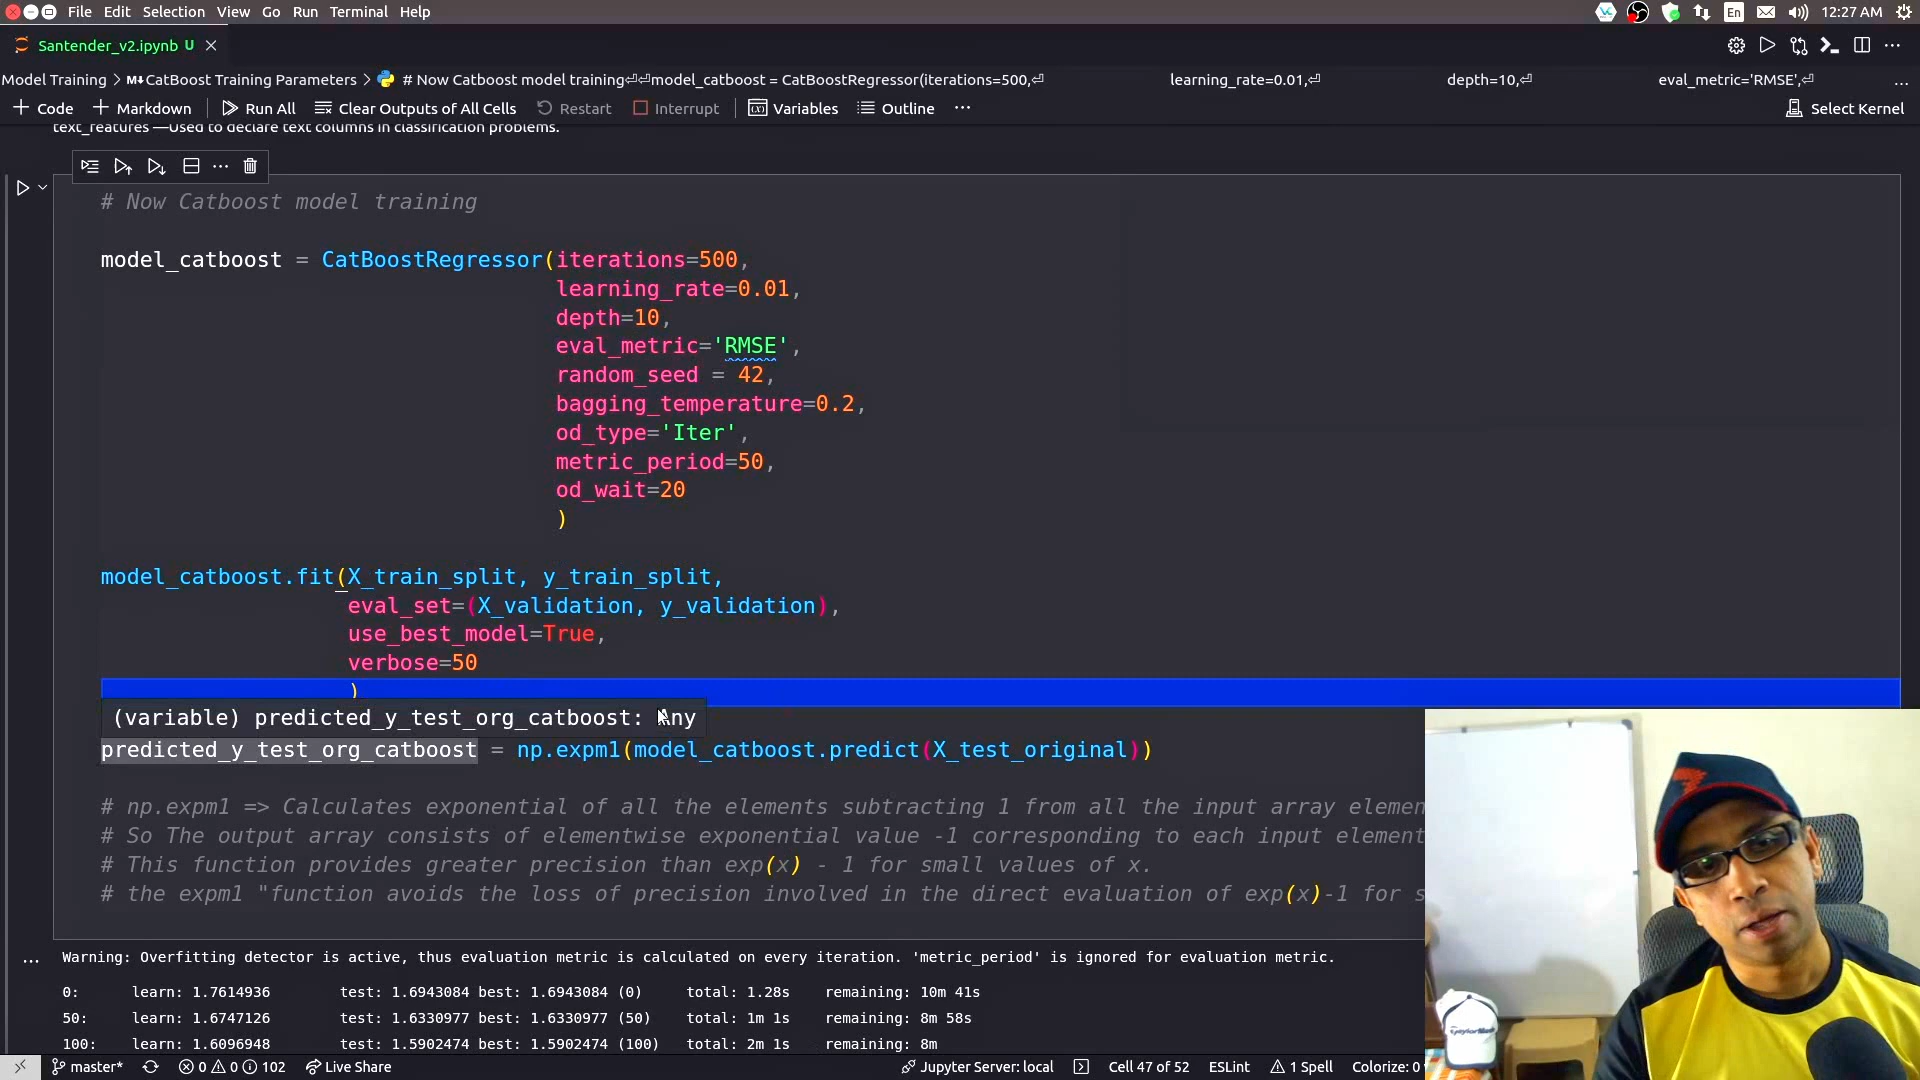 File Edit Selection View Go Run Terminal Help
En 12:27 AM
Santender_v2.ipynb U
Model Training > M↓CatBoost Training Parameters > # Now Catboost model training⏎⏎model_catboost = CatBoostRegressor(iterations=500,⏎ learning_rate=0.01,⏎ depth=10,⏎ eval_metric='RMSE',⏎ ...
+ Code + Markdown Run All Clear Outputs of All Cells Restart Interrupt Variables Outline ... Select Kernel
text_features —Used to declare text columns in classification problems.
# Now Catboost model training
model_catboost = CatBoostRegressor(iterations=500,
learning_rate=0.01,
depth=10,
eval_metric='RMSE',
random_seed = 42,
bagging_temperature=0.2,
od_type='Iter',
metric_period=50,
od_wait=20
)
model_catboost.fit(X_train_split, y_train_split,
eval_set=(X_validation, y_validation),
use_best_model=True,
verbose=50
)
(variable) predicted_y_test_org_catboost: Any
predicted_y_test_org_catboost = np.expm1(model_catboost.predict(X_test_original))
# np.expm1 => Calculates exponential of all the elements subtracting 1 from all the input array elemen
# So The output array consists of elementwise exponential value -1 corresponding to each input element
# This function provides greater precision than exp(x) - 1 for small values of x.
# the expm1 "function avoids the loss of precision involved in the direct evaluation of exp(x)-1 for s
... Warning: Overfitting detector is active, thus evaluation metric is calculated on every iteration. 'metric_period' is ignored for evaluation metric.
0: learn: 1.7614936 test: 1.6943084 best: 1.6943084 (0) total: 1.28s remaining: 10m 41s
50: learn: 1.6747126 test: 1.6330977 best: 1.6330977 (50) total: 1m 1s remaining: 8m 58s
100: learn: 1.6096948 test: 1.5902474 best: 1.5902474 (100) total: 2m 1s remaining: 8m
master* 0 0 102 Live Share Jupyter Server: local Cell 47 of 52 ESLint 1 Spell Colorize: 0